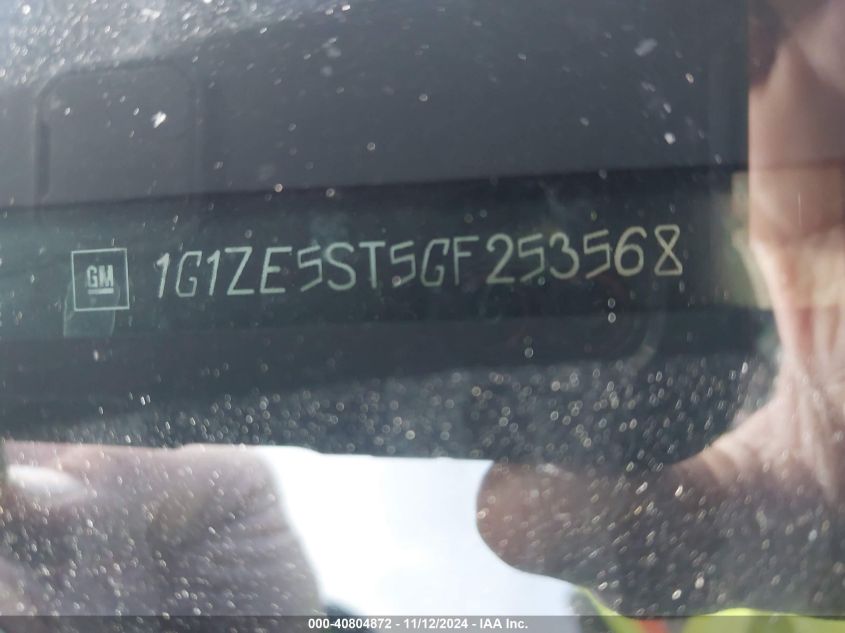 GM 1G1ZE5ST5GF253568
000-40804872 - 11/12/2024 - IAA Inc.